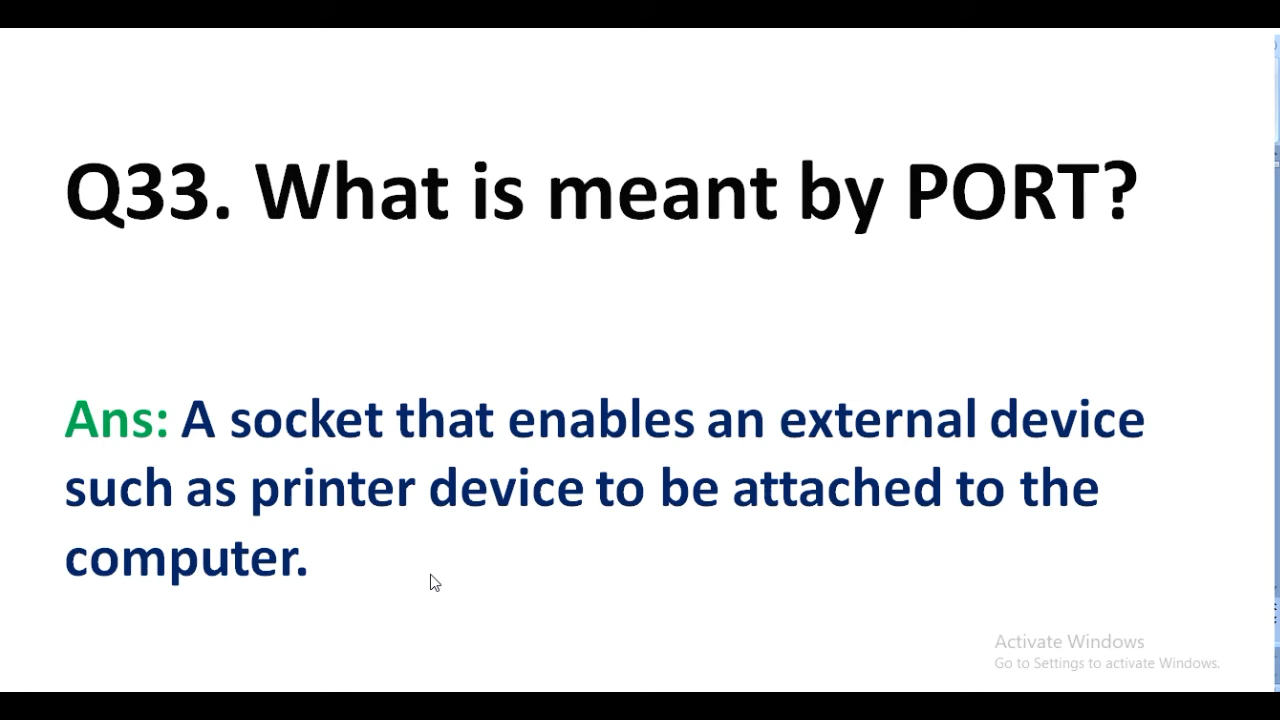 Q33. What is meant by PORT?
Ans: A socket that enables an external device
such as printer device to be attached to the
computer.
Activate Windows
Go to Settings to activate Windows.